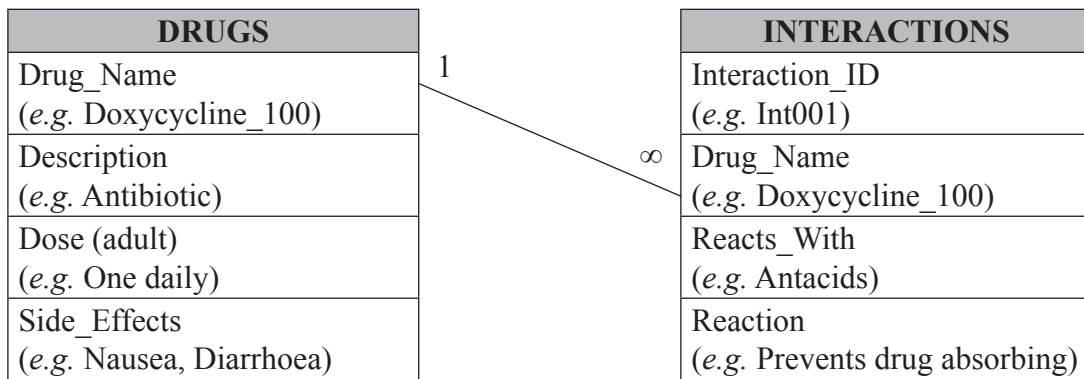 DRUGS
Drug_Name
(e.g. Doxycycline_100)
Description
(e.g. Antibiotic)
Dose (adult)
(e.g. One daily)
Side_Effects
(e.g. Nausea, Diarrhoea)
1
∞
INTERACTIONS
Interaction_ID
(e.g. Int001)
Drug_Name
(e.g. Doxycycline_100)
Reacts_With
(e.g. Antacids)
Reaction
(e.g. Prevents drug absorbing)